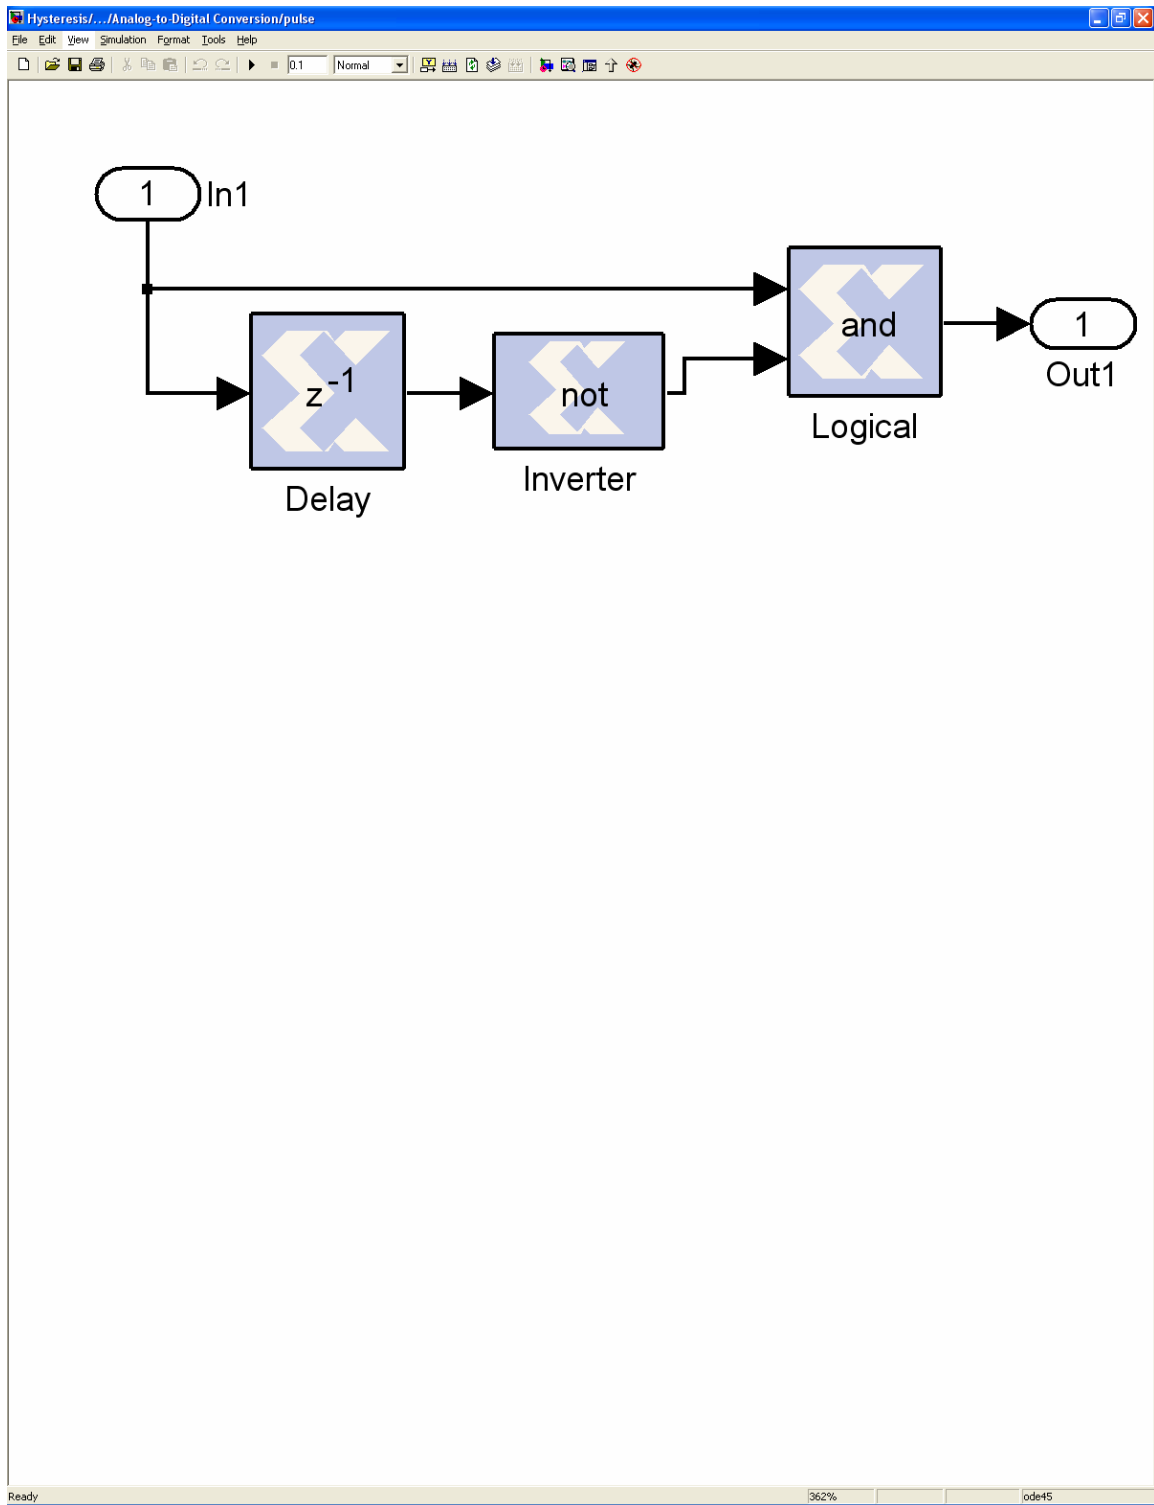 Hysteresis/.../Analog-to-Digital Conversion/pulse
File Edit View Simulation Format Tools Help
0.1 Normal
1 In1
and
1
z-1
not
Out1
Logical
Inverter
Delay
Ready 362% ode45